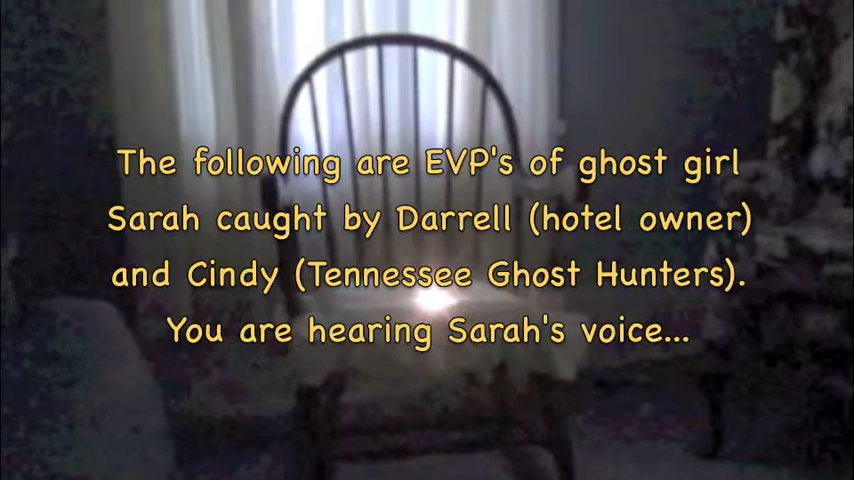 The following are EVP's of ghost girl
Sarah caught by Darrell (hotel owner)
and Cindy (Tennessee Ghost Hunters).
You are hearing Sarah's voice...